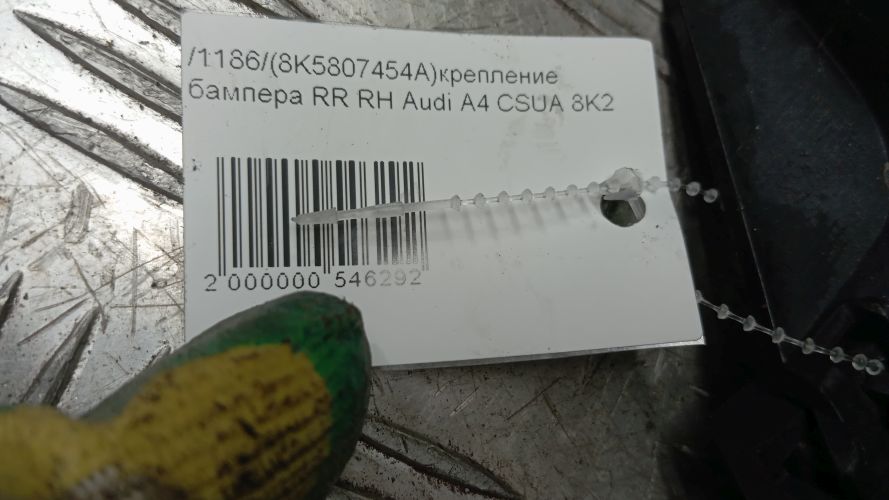 /1186/(8K5807454A)крепление
бампера RR RH Audi A4 CSUA 8K2
2 000000 546292